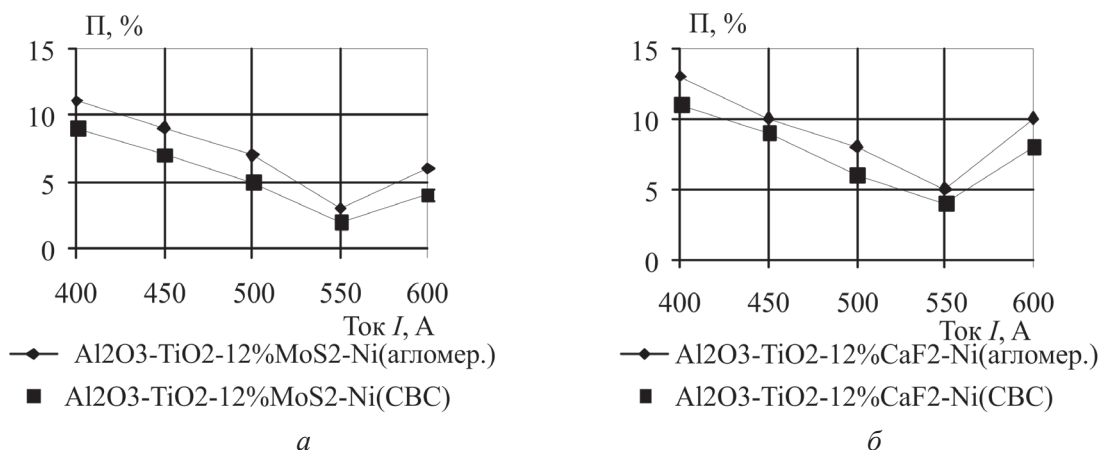 П, %
15
10
5
0
400 450 500 550 600
Ток I, А
Al2O3-TiO2-12%MoS2-Ni(агломер.)
Al2O3-TiO2-12%MoS2-Ni(СВС)
а
П, %
15
10
5
0
400 450 500 550 600
Ток I, А
Al2O3-TiO2-12%CaF2-Ni(агломер.)
Al2O3-TiO2-12%CaF2-Ni(СВС)
б